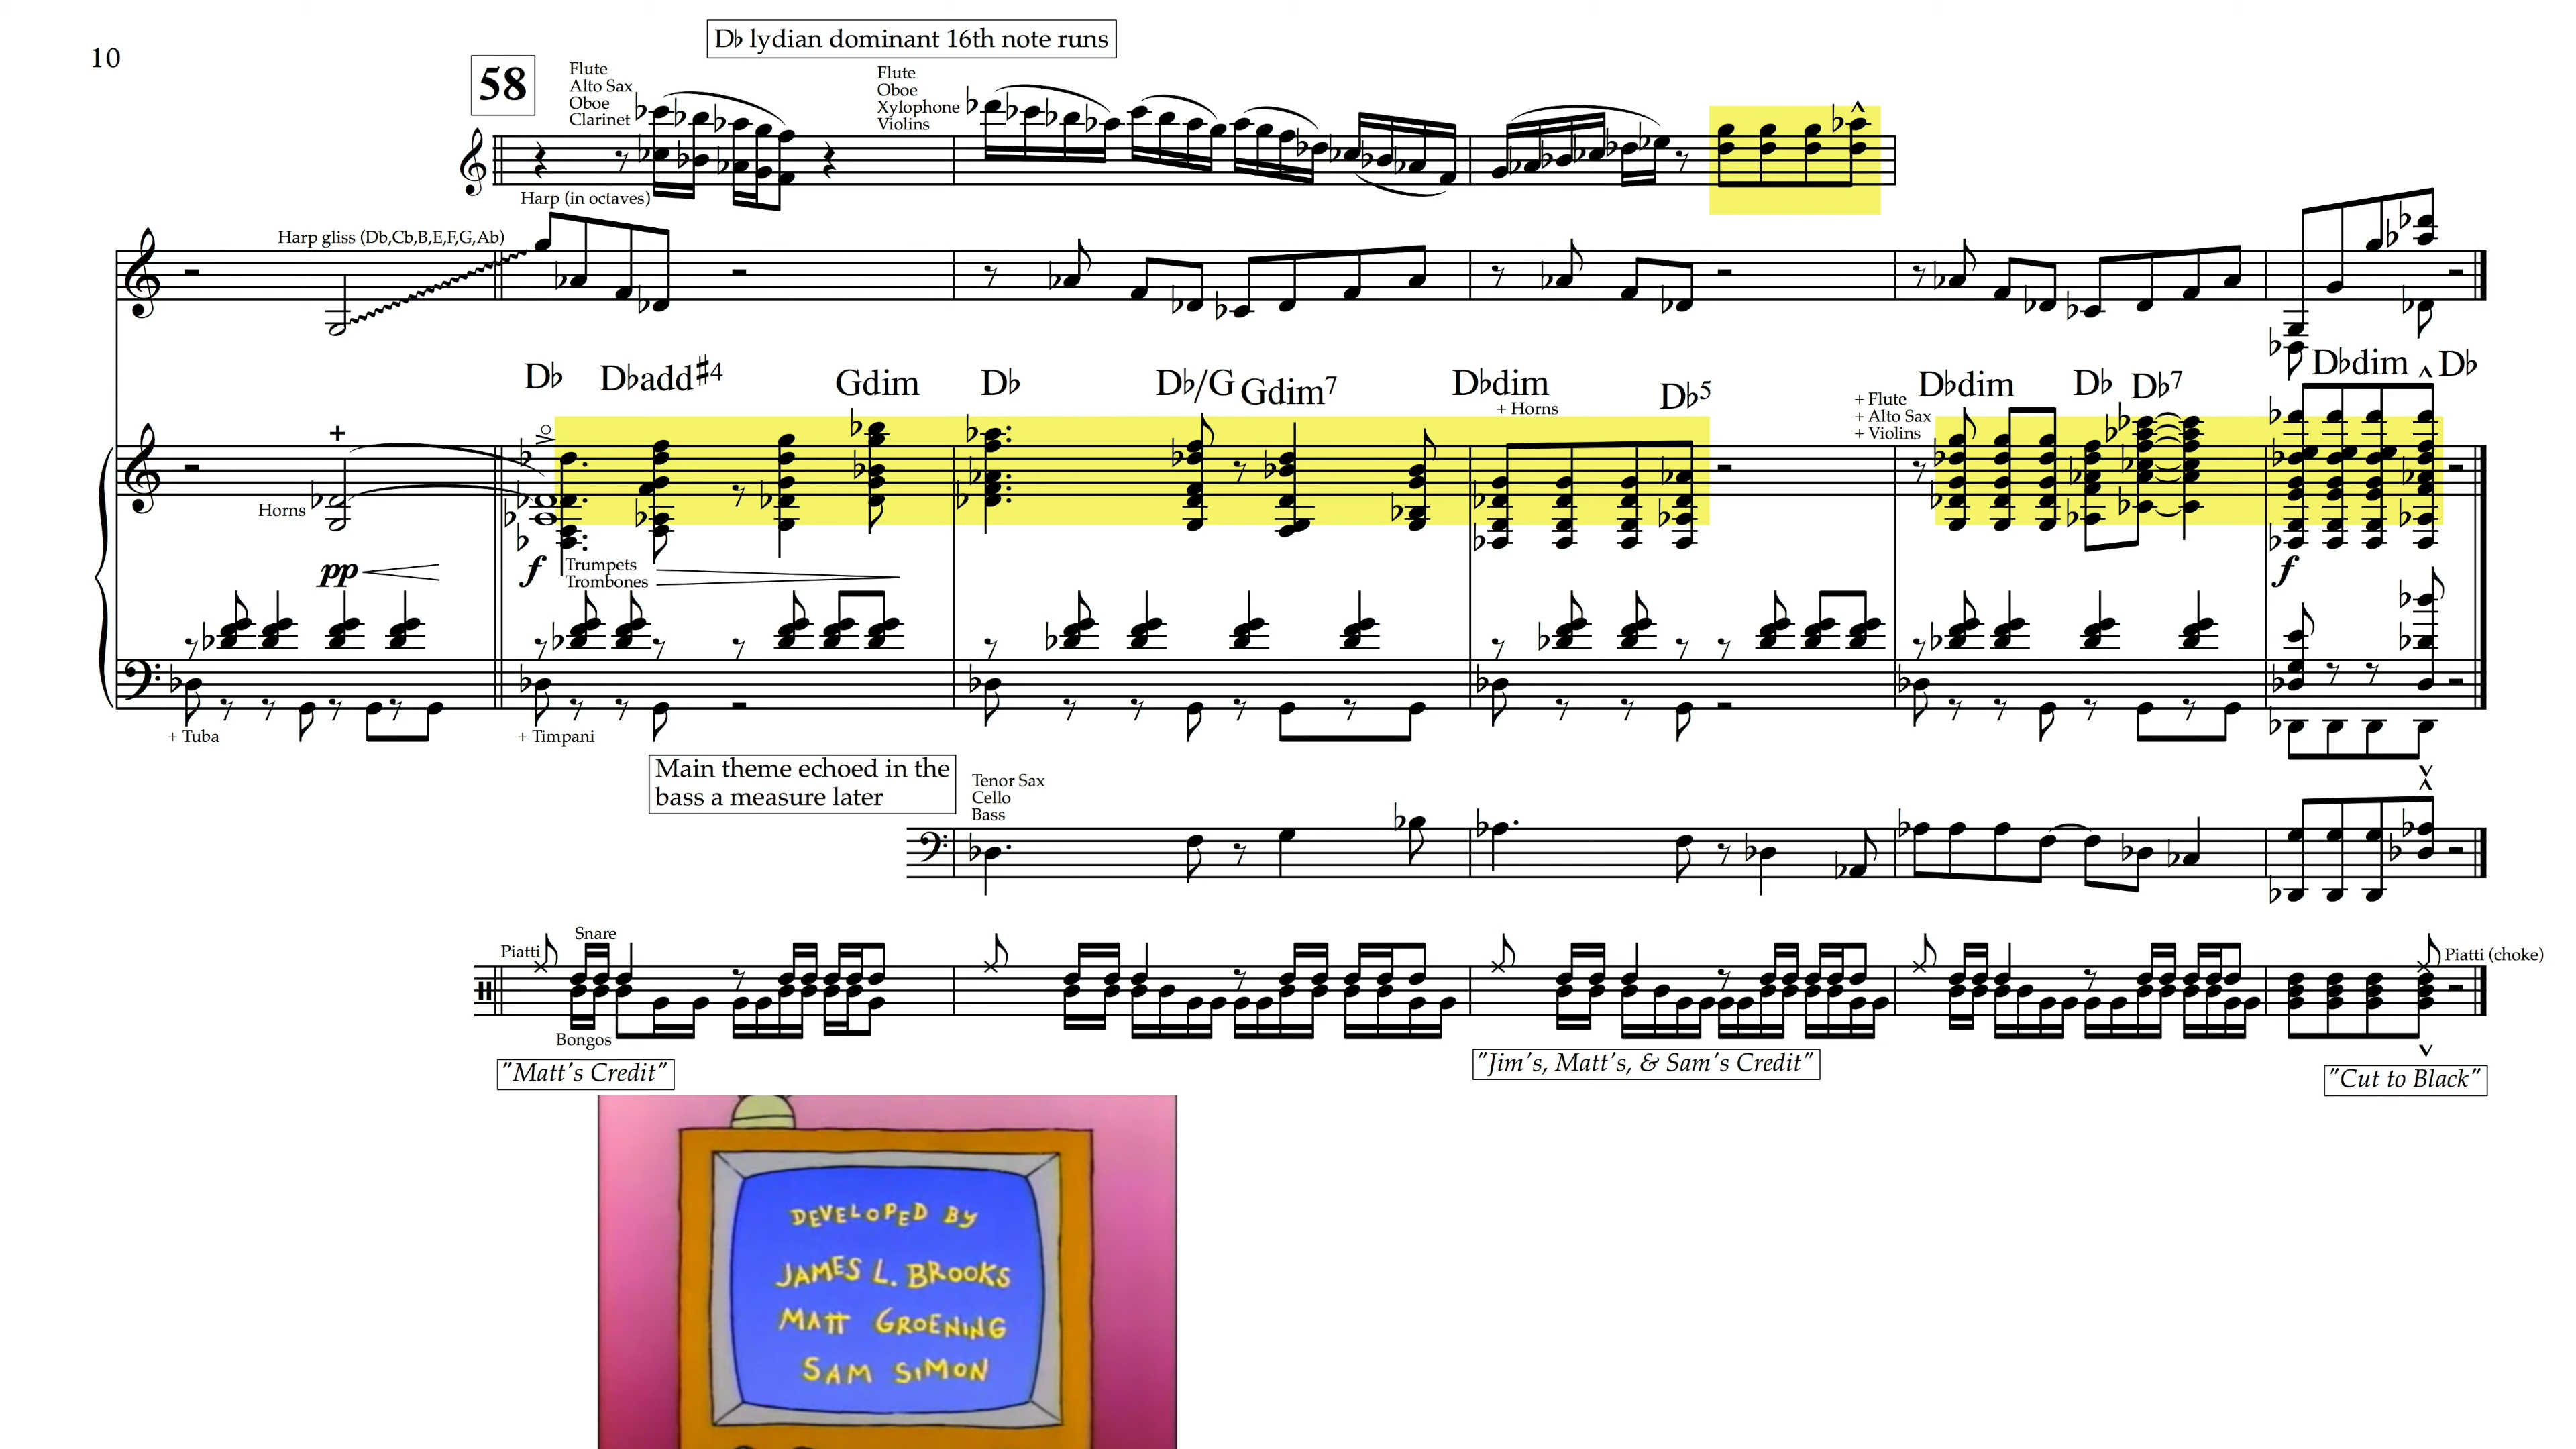 10
D♭ lydian dominant 16th note runs
58
Flute
Alto Sax
Oboe
Clarinet
Flute
Oboe
Xylophone
Violins
Harp (in octaves)
Harp gliss (Db,Cb,B,E,F,G,Ab)
D♭ D♭add♯4 Gdim D♭ D♭/G Gdim7 D♭dim D♭5 D♭dim D♭ D♭7 D♭dim D♭
+ Horns
+ Flute
+ Alto Sax
+ Violins
Horns
pp f f
Trumpets
Trombones
+ Tuba
+ Timpani
Main theme echoed in the
bass a measure later
Tenor Sax
Cello
Bass
Piatti
Snare
Piatti (choke)
Bongos
"Matt's Credit"
"Jim's, Matt's, & Sam's Credit"
"Cut to Black"
DEVELOPED BY
JAMES L. BROOKS
MATT GROENING
SAM SIMON